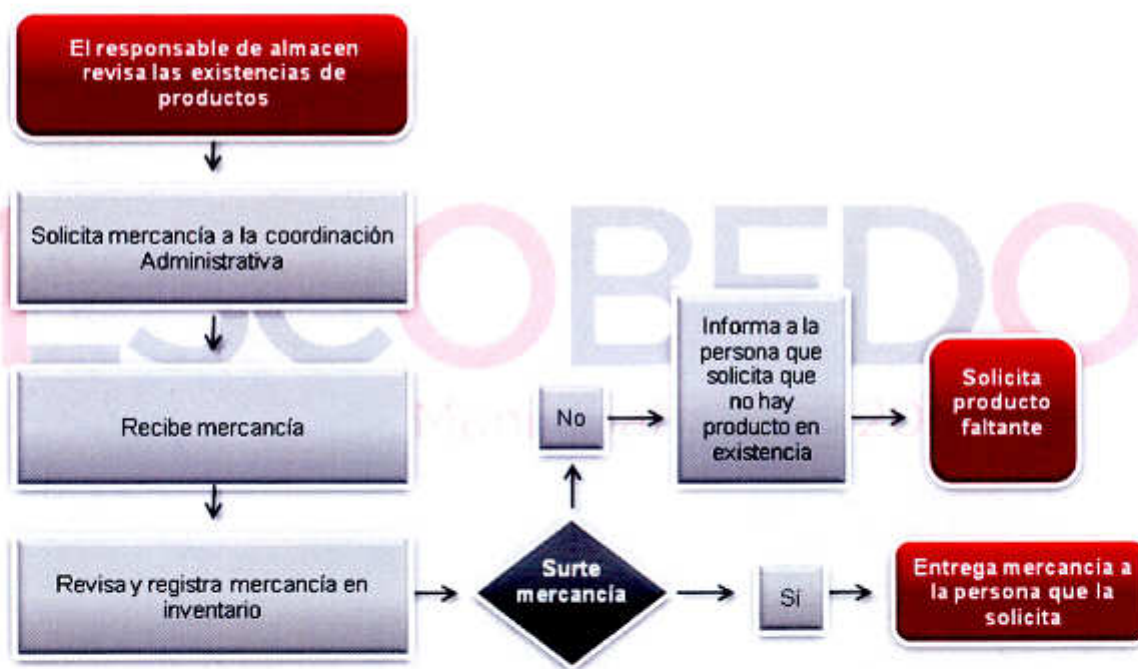 El responsable de almacen
revisa las existencias de
productos
Solicita mercancía a la coordinación
Administrativa
Recibe mercancía
Revisa y registra mercancía en
inventario
Surte
mercancía
No
Informa a la
persona que
solicita que
no hay
producto en
existencia
Solicita
producto
faltante
Sí
Entrega mercancia a
la persona que la
solicita
ESCOBEDO